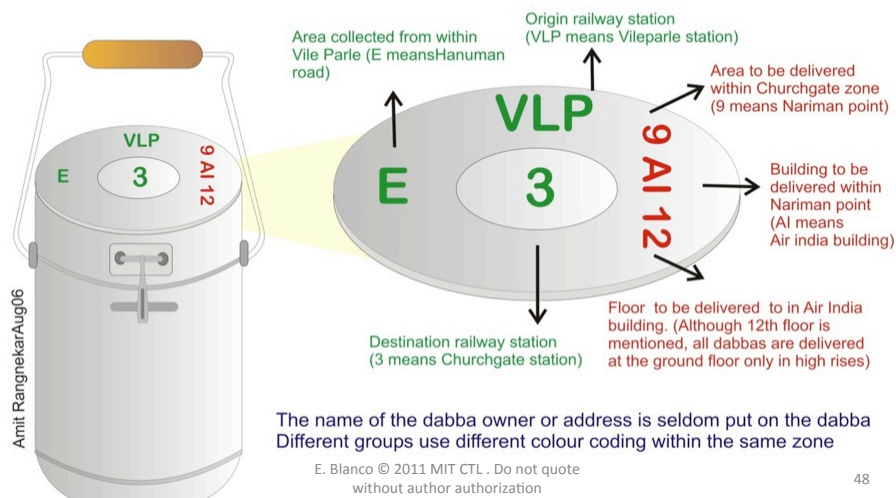 Origin railway station
(VLP means Vileparle station)
Area collected from within
Vile Parle (E meansHanuman
road)
Area to be delivered
within Churchgate zone
(9 means Nariman point)
VLP
E
3
9 AI 12
VLP
E
3
9 AI 12
Building to be
delivered within
Nariman point
(AI means
Air india building)
Floor to be delivered to in Air India
building. (Although 12th floor is
mentioned, all dabbas are delivered
at the ground floor only in high rises)
Destination railway station
(3 means Churchgate station)
Amit RangnekarAug06
The name of the dabba owner or address is seldom put on the dabba
Different groups use different colour coding within the same zone
E. Blanco © 2011 MIT CTL . Do not quote
without author authorization
48